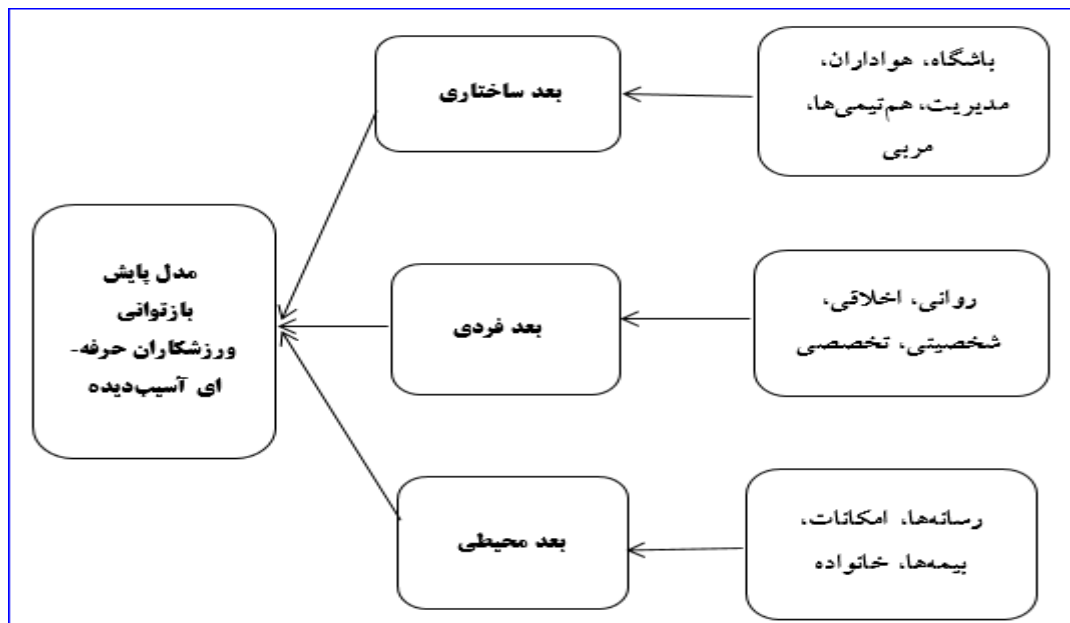 باشگاه، هواداران،
مدیریت، هم‌تیمی‌ها،
مربی
بعد ساختاری
روانی، اخلاقی،
شخصیتی، تخصصی
بعد فردی
مدل پایش
بازتوانی
ورزشکاران حرفه-
ای آسیب‌دیده
رسانه‌ها، امکانات،
بیمه‌ها، خانواده
بعد محیطی